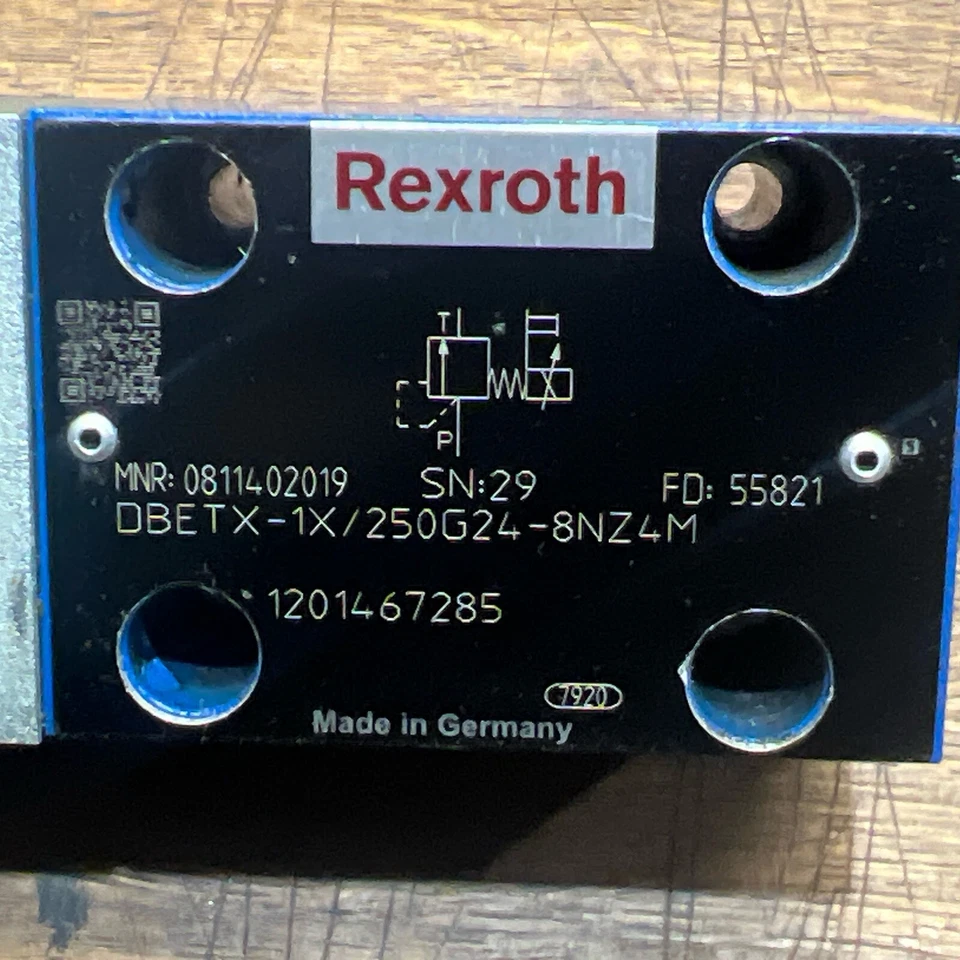 Rexroth
T
P
MNR: 0811402019 SN:29 FD: 55821
DBETX-1X/250G24-8NZ4M
1201467285
7920
Made in Germany